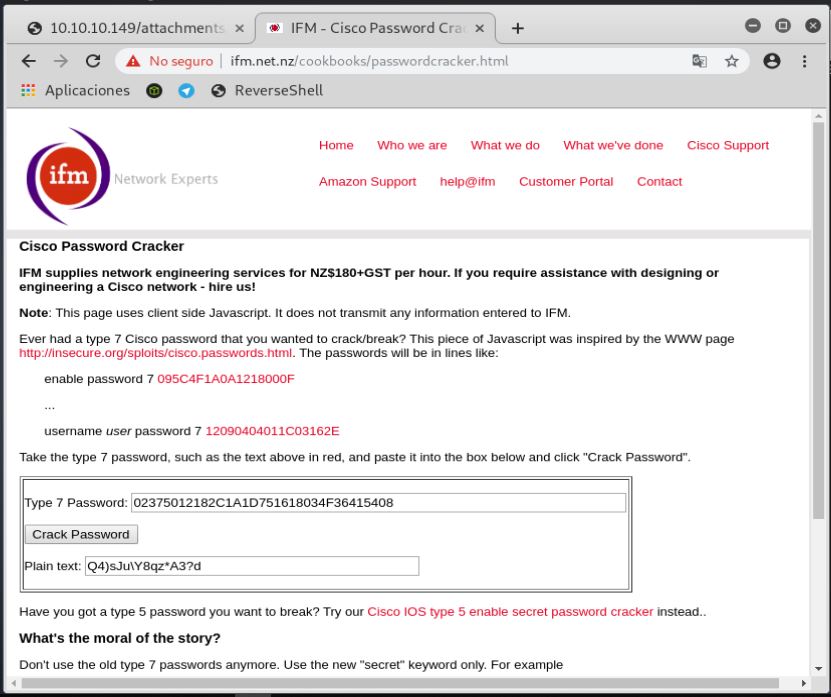 10.10.10.149/attachments
IFM - Cisco Password Crac
No seguro | ifm.net.nz/cookbooks/passwordcracker.html
Aplicaciones ReverseShell
ifm Network Experts
Home Who we are What we do What we've done Cisco Support
Amazon Support help@ifm Customer Portal Contact
Cisco Password Cracker
IFM supplies network engineering services for NZ$180+GST per hour. If you require assistance with designing or
engineering a Cisco network - hire us!
Note: This page uses client side Javascript. It does not transmit any information entered to IFM.
Ever had a type 7 Cisco password that you wanted to crack/break? This piece of Javascript was inspired by the WWW page
http://insecure.org/sploits/cisco.passwords.html. The passwords will be in lines like:
enable password 7 095C4F1A0A1218000F
...
username user password 7 12090404011C03162E
Take the type 7 password, such as the text above in red, and paste it into the box below and click "Crack Password".
Type 7 Password: 02375012182C1A1D751618034F36415408
Crack Password
Plain text: Q4)sJu\Y8qz*A3?d
Have you got a type 5 password you want to break? Try our Cisco IOS type 5 enable secret password cracker instead..
What's the moral of the story?
Don't use the old type 7 passwords anymore. Use the new "secret" keyword only. For example